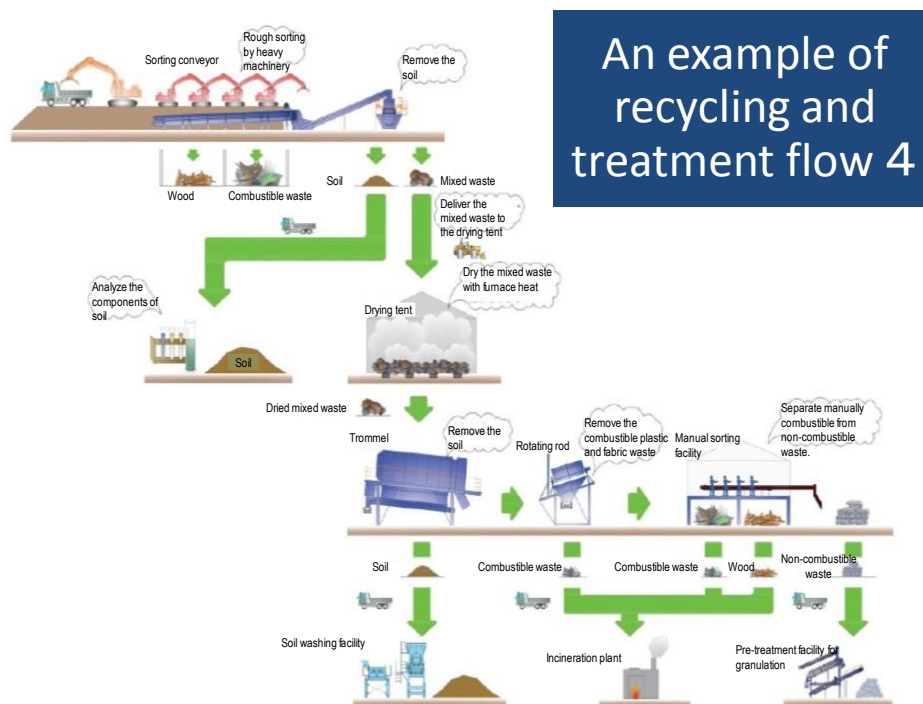 An example of
recycling and
treatment flow 4
Sorting conveyor
Rough sorting
by heavy
machinery
Remove the
soil
Wood
Combustible waste
Soil
Mixed waste
Deliver the
mixed waste to
the drying tent
Analyze the
components of
soil
Soil
Dry the mixed waste
with furnace heat
Drying tent
Dried mixed waste
Trommel
Remove the
soil
Rotating rod
Remove the
combustible plastic
and fabric waste
Manual sorting
facility
Separate manually
combustible from
non-combustible
waste.
Soil
Combustible waste
Combustible waste
Wood
Non-combustible
waste
Soil washing facility
Incineration plant
Pre-treatment facility for
granulation